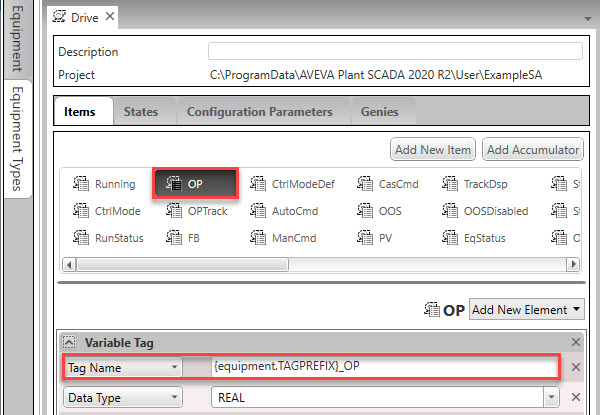 Equipment
Equipment Types
Drive
Description
Project C:\ProgramData\AVEVA Plant SCADA 2020 R2\User\ExampleSA
Items States Configuration Parameters Genies
Add New Item Add Accumulator
Running OP CtrlModeDef CasCmd TrackDsp S
CtrlMode OPTrack AutoCmd OOS OOSDisabled S
RunStatus FB ManCmd PV EqStatus O
OP Add New Element
Variable Tag
Tag Name {equipment.TAGPREFIX}_OP
Data Type REAL